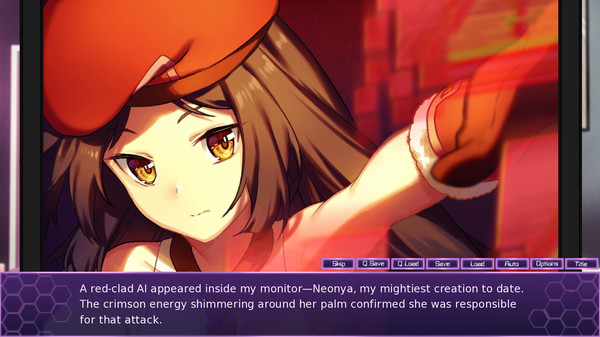 Skip Q.Save Q.Load Save Load Auto Options Title
A red-clad AI appeared inside my monitor—Neonya, my mightiest creation to date.
The crimson energy shimmering around her palm confirmed she was responsible
for that attack.